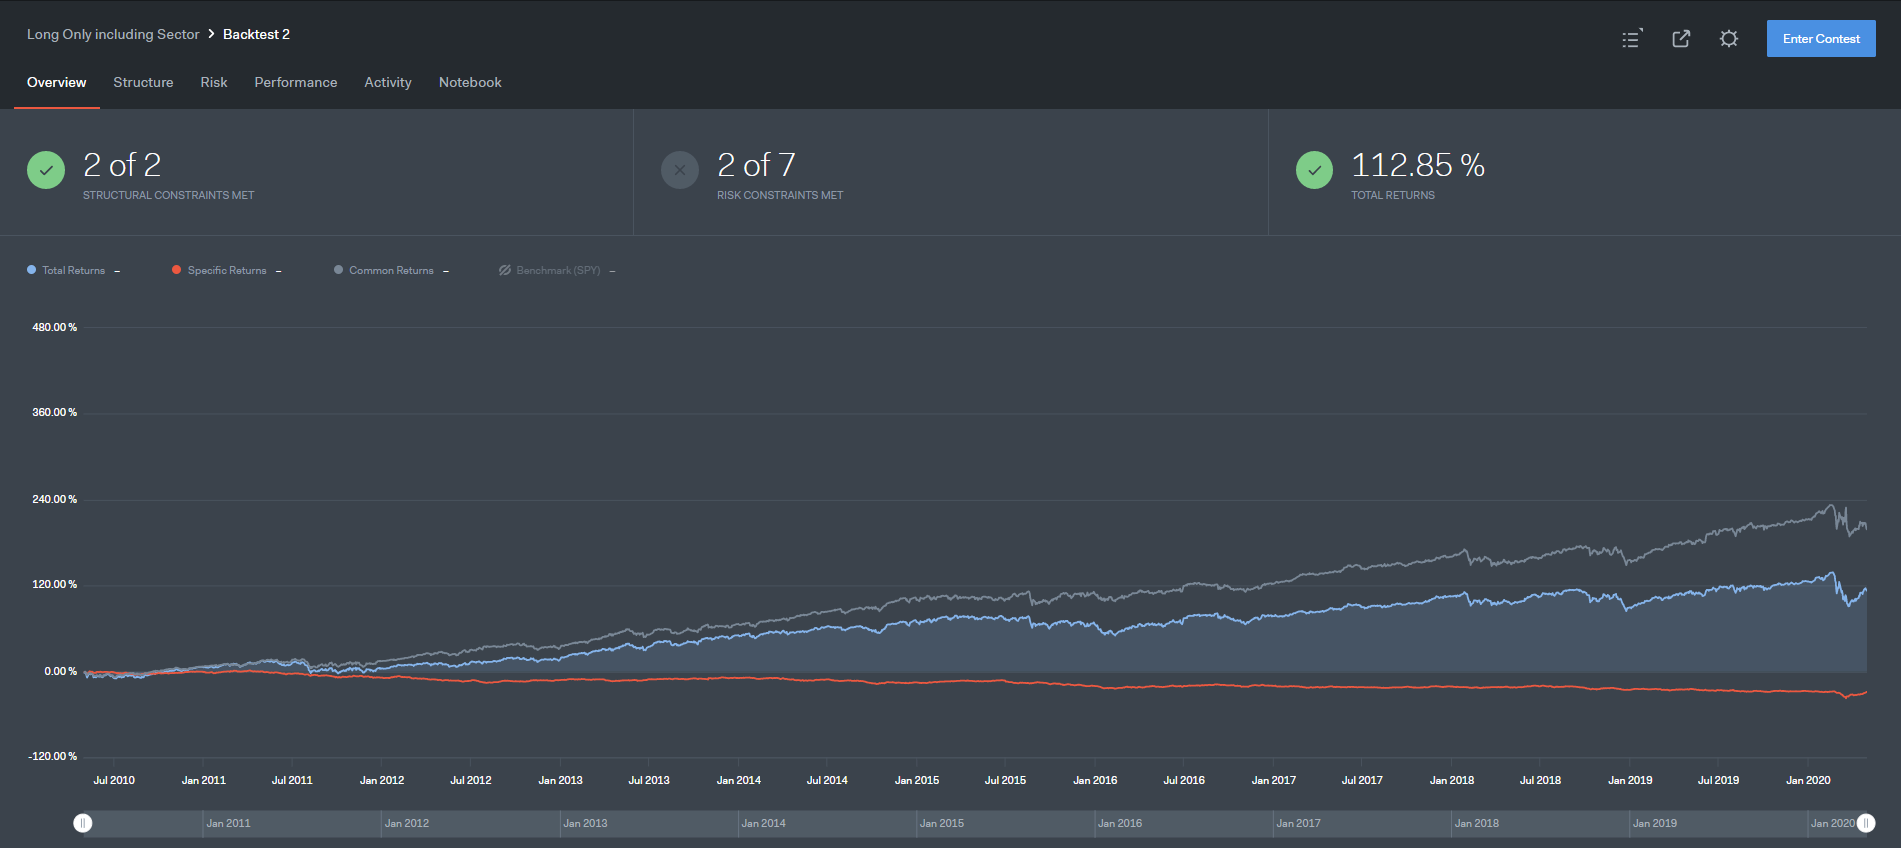 Long Only including Sector > Backtest 2
Enter Contest
Overview Structure Risk Performance Activity Notebook
2 of 2
STRUCTURAL CONSTRAINTS MET
2 of 7
RISK CONSTRAINTS MET
112.85 %
TOTAL RETURNS
Total Returns – Specific Returns – Common Returns – Benchmark (SPY) –
480.00 %
360.00 %
240.00 %
120.00 %
0.00 %
-120.00 %
Jul 2010 Jan 2011 Jul 2011 Jan 2012 Jul 2012 Jan 2013 Jul 2013 Jan 2014 Jul 2014 Jan 2015 Jul 2015 Jan 2016 Jul 2016 Jan 2017 Jul 2017 Jan 2018 Jul 2018 Jan 2019 Jul 2019 Jan 2020
Jan 2011 Jan 2012 Jan 2013 Jan 2014 Jan 2015 Jan 2016 Jan 2017 Jan 2018 Jan 2019 Jan 2020